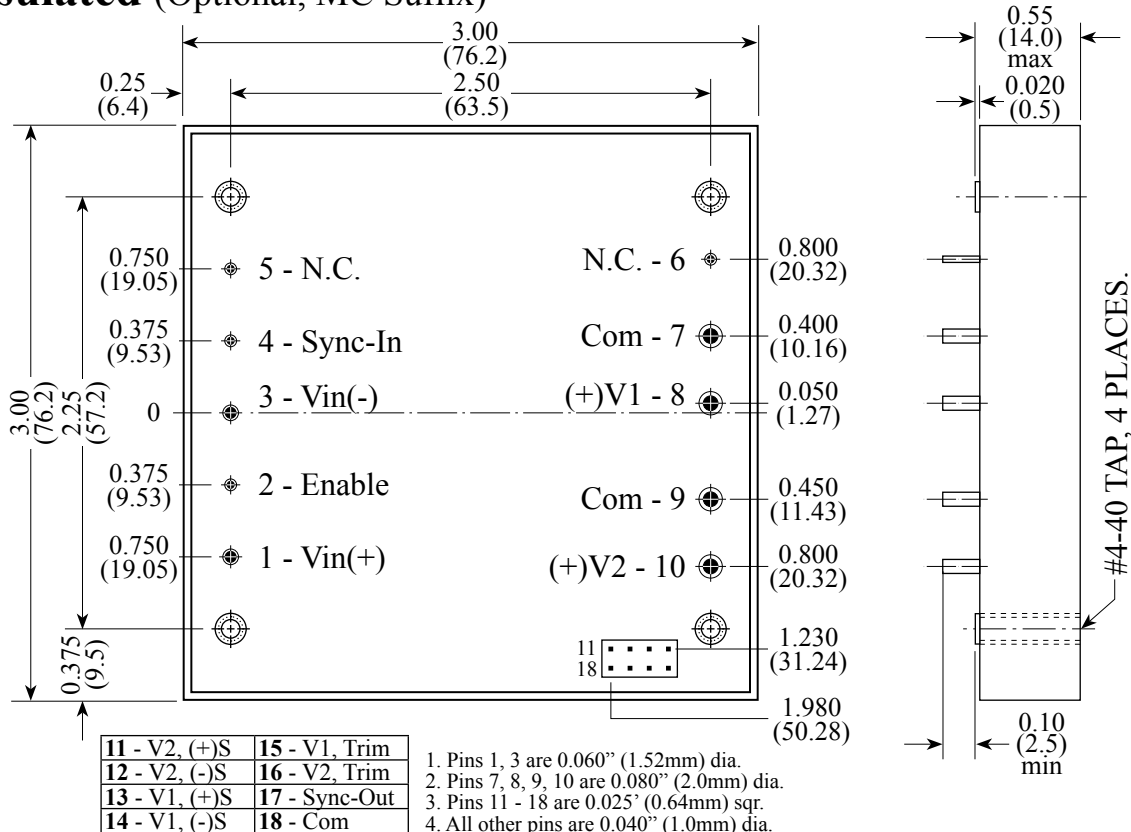 (Optional, MC Suffix)
3.00
(76.2)
0.25
(6.4)
2.50
(63.5)
0.55
(14.0)
max
0.020
(0.5)
3.00
(76.2)
2.25
(57.2)
0.375
(9.5)
0.750
(19.05)
5 - N.C.
0.375
(9.53)
4 - Sync-In
0
3 - Vin(-)
0.375
(9.53)
2 - Enable
0.750
(19.05)
1 - Vin(+)
N.C. - 6
0.800
(20.32)
Com - 7
0.400
(10.16)
(+)V1 - 8
0.050
(1.27)
Com - 9
0.450
(11.43)
(+)V2 - 10
0.800
(20.32)
11
18
1.230
(31.24)
1.980
(50.28)
#4-40 TAP, 4 PLACES.
0.10
(2.5)
min
11 - V2, (+)S 15 - V1, Trim
12 - V2, (-)S 16 - V2, Trim
13 - V1, (+)S 17 - Sync-Out
14 - V1, (-)S 18 - Com
1. Pins 1, 3 are 0.060” (1.52mm) dia.
2. Pins 7, 8, 9, 10 are 0.080” (2.0mm) dia.
3. Pins 11 - 18 are 0.025' (0.64mm) sqr.
4. All other pins are 0.040” (1.0mm) dia.